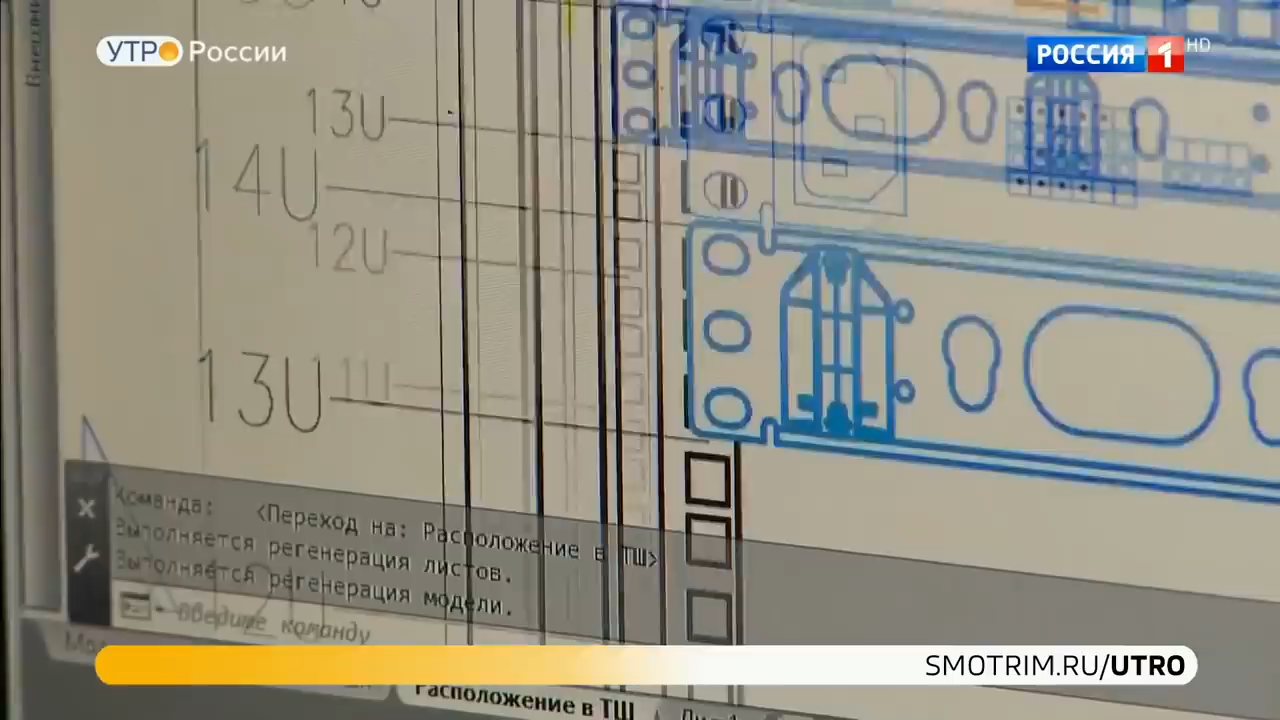 УТРО России
РОССИЯ 1 HD
13U
14U
12U
13U
11U
Команда: <Переход на: Расположение в ТШ>
Выполняется регенерация листов.
Выполняется регенерация модели.
Введите команду
SMOTRIM.RU/UTRO
Расположение в ТШ